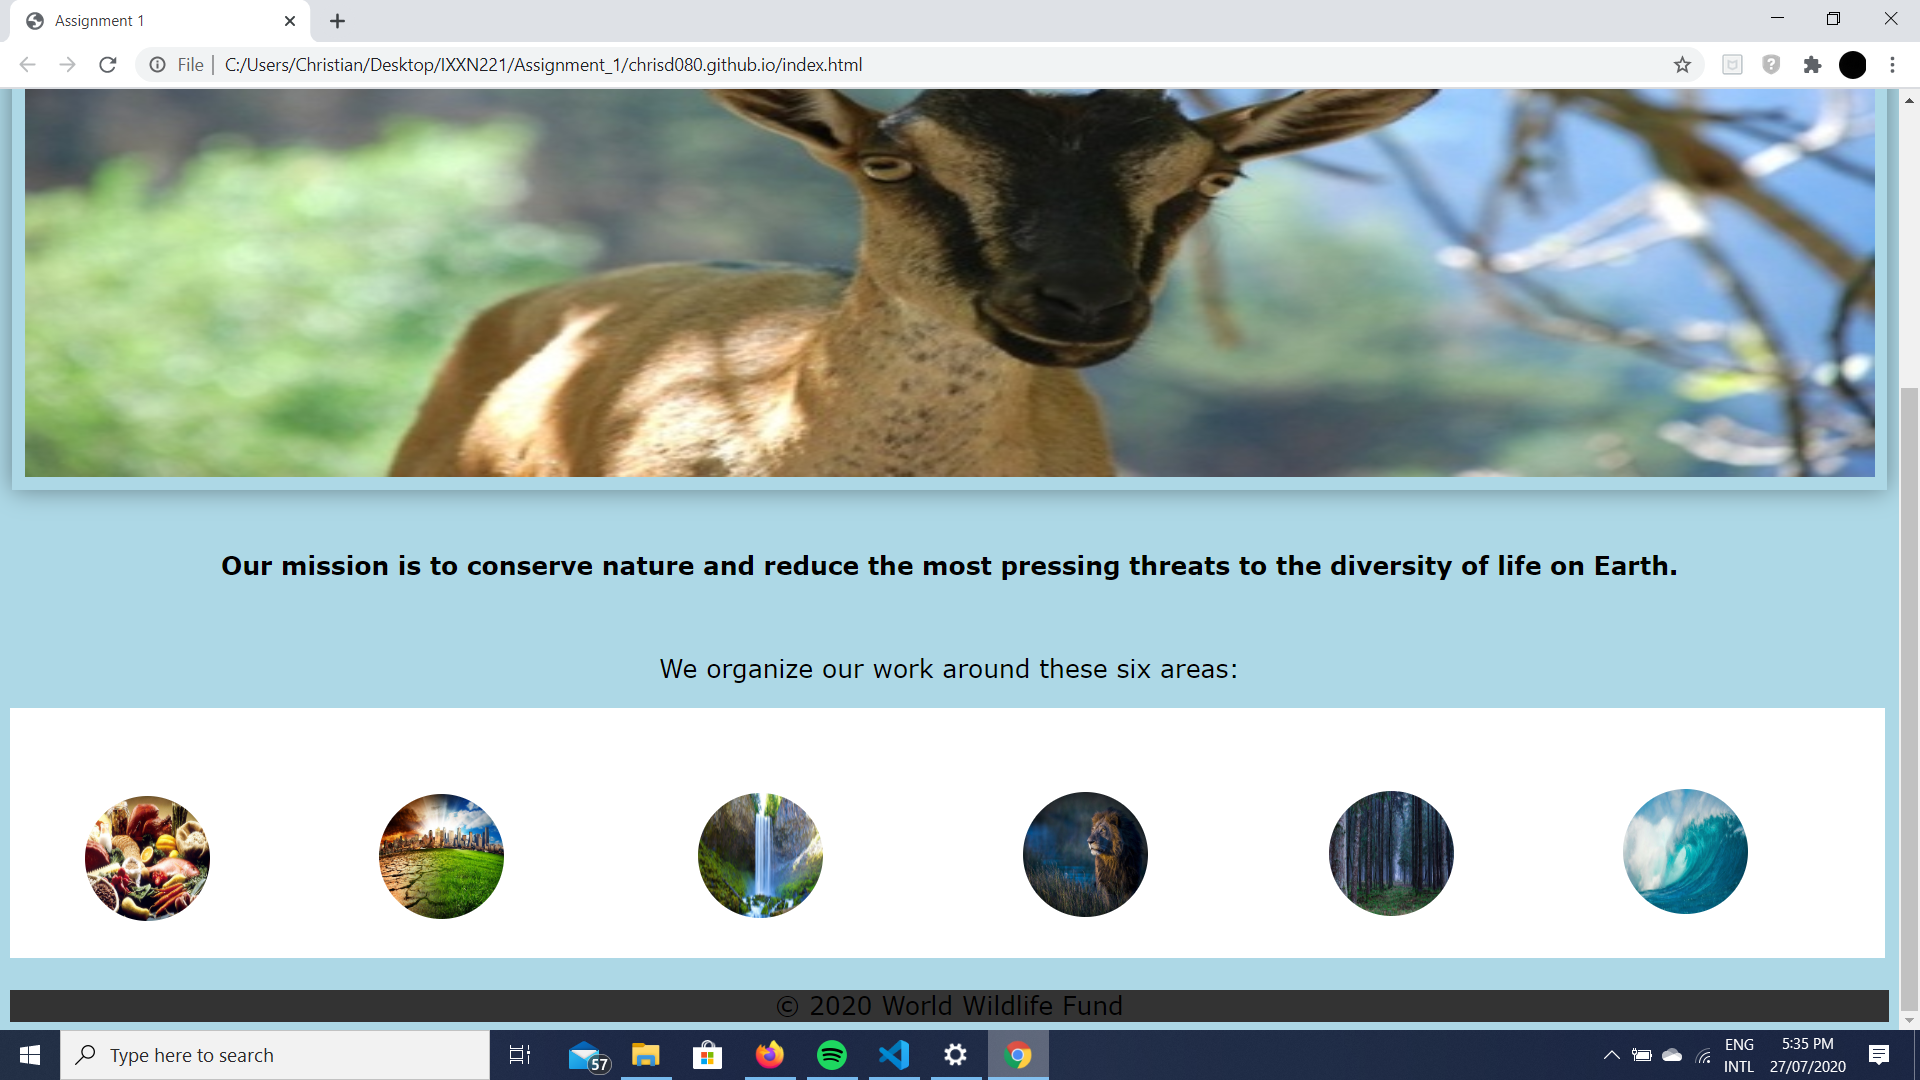 Assignment 1
File
C:/Users/Christian/Desktop/IXXN221/Assignment_1/chrisd080.github.io/index.html
Our mission is to conserve nature and reduce the most pressing threats to the diversity of life on Earth.
We organize our work around these six areas:
© 2020 World Wildlife Fund
Type here to search
57
ENG
INTL
5:35 PM
27/07/2020